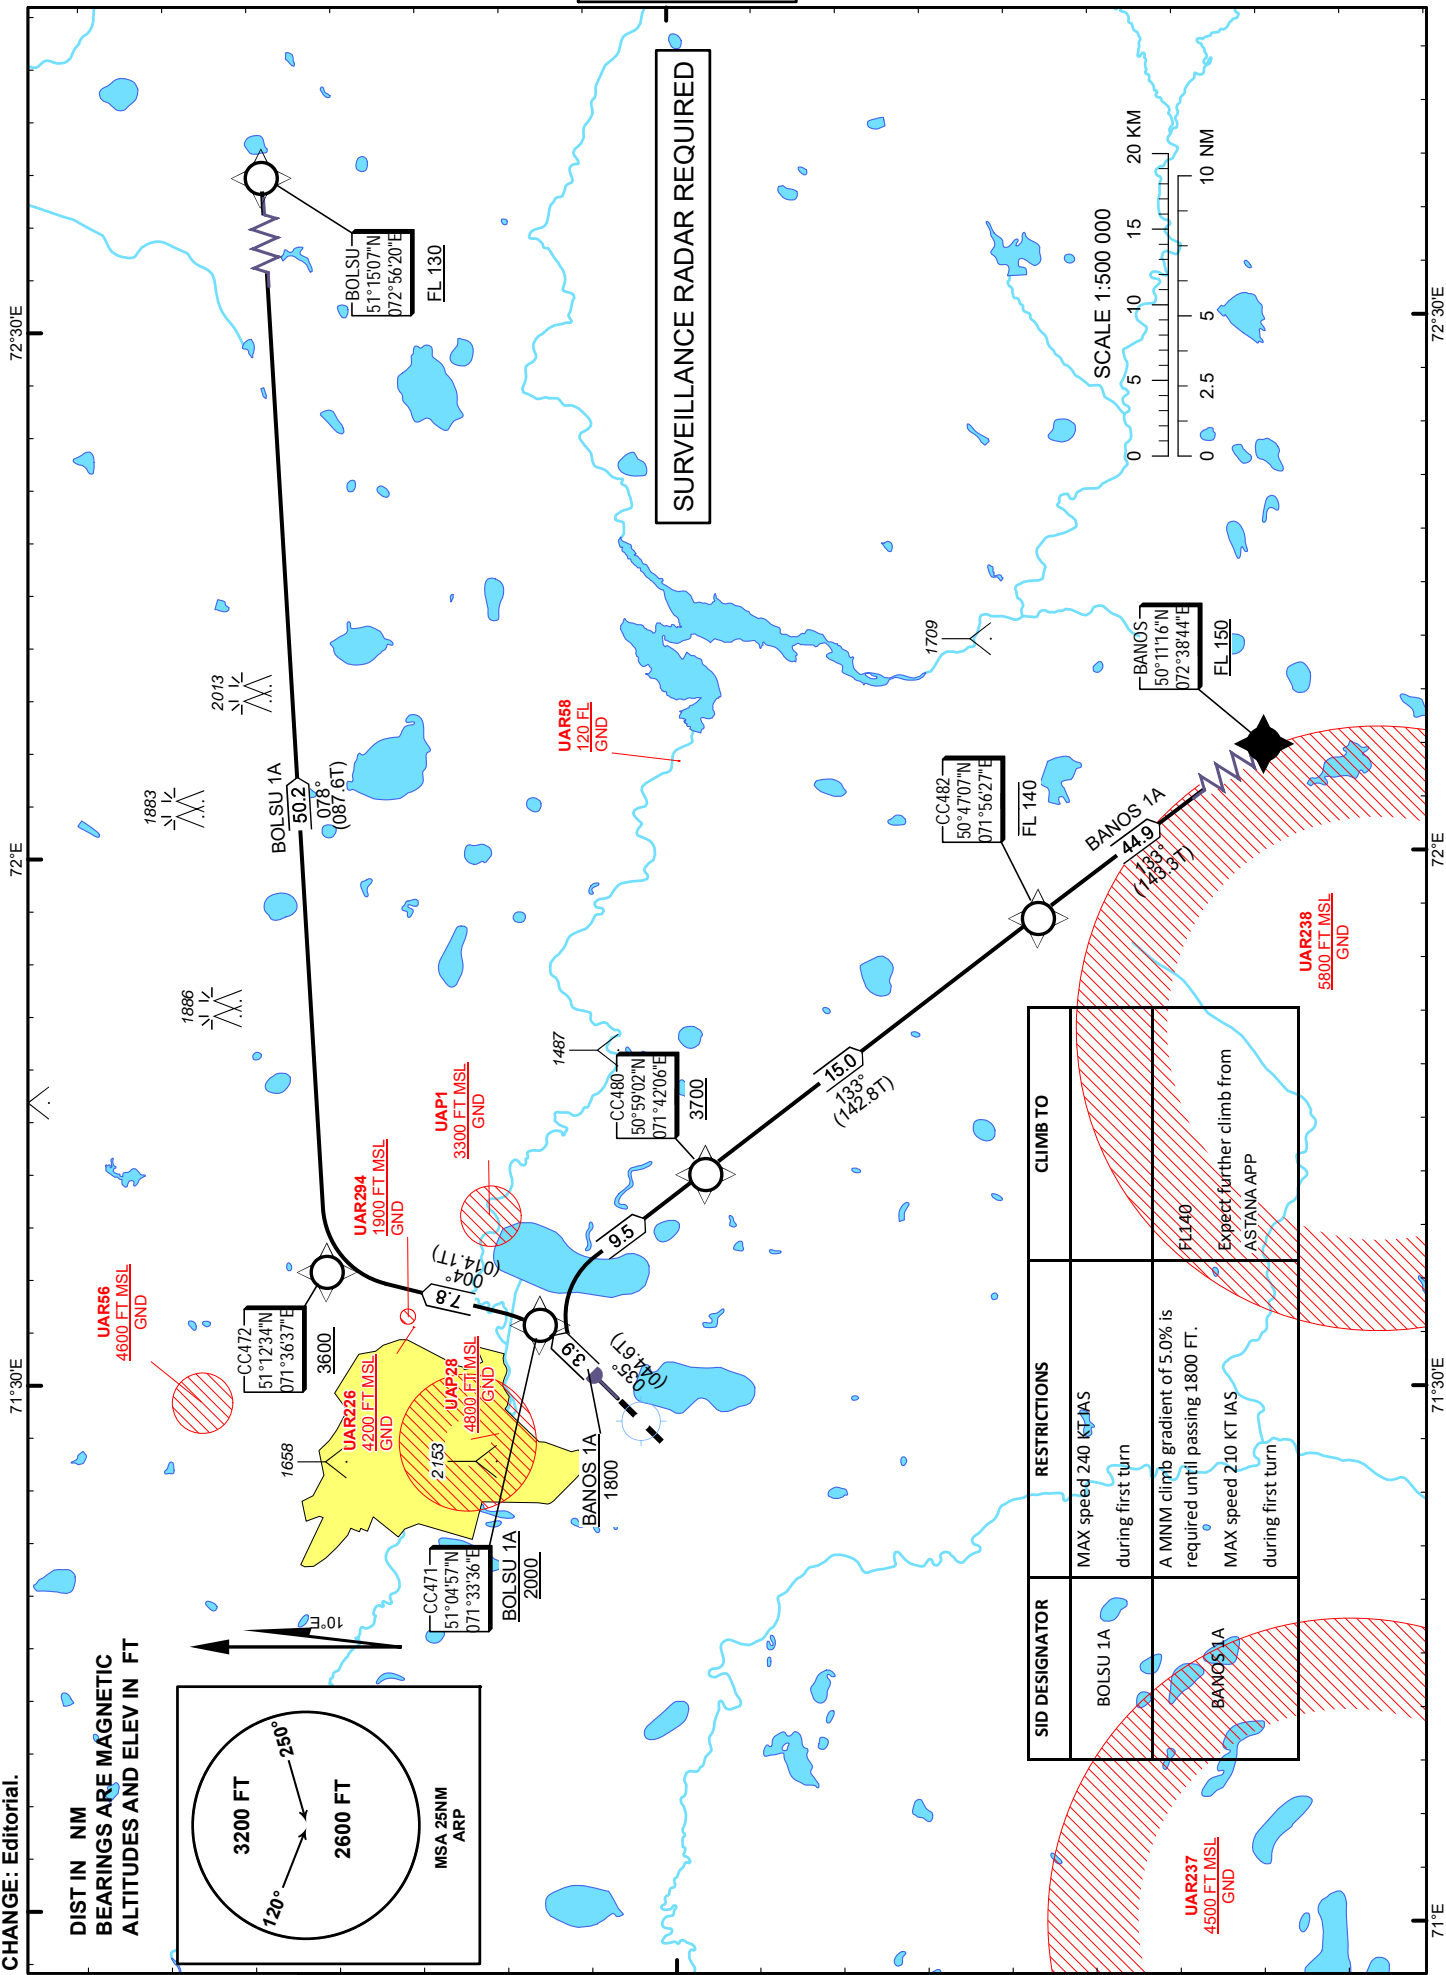 CHANGE: Editorial.
DIST IN NM
BEARINGS ARE MAGNETIC
ALTITUDES AND ELEV IN FT
3200 FT
2600 FT
120°
250°
MSA 25NM
ARP
10°E
71°E
71°30'E
72°E
72°30'E
UAR56
4600 FT MSL
GND
CC472
51°12'34"N
071°36'37"E
3600
1658
UAR226
4200 FT MSL
GND
UAR294
1900 FT MSL
GND
UAP28
4800 FT MSL
GND
2153
UAP1
3300 FT MSL
GND
CC471
51°04'57"N
071°33'36"E
BOLSU 1A
2000
BANOS 1A
1800
3.9
035°
(044.6T)
7.8
004°
(014.1T)
9.5
1886
1883
2013
BOLSU 1A
50.2
078°
(087.6T)
BOLSU
51°15'07"N
072°56'20"E
FL 130
1487
CC480
50°59'02"N
071°42'06"E
3700
15.0
133°
(142.8T)
UAR58
120 FL
GND
1709
CC482
50°47'07"N
071°56'27"E
FL 140
BANOS 1A
44.9
133°
(143.3T)
BANOS
50°11'16"N
072°38'44"E
FL 150
SURVEILLANCE RADAR REQUIRED
SCALE 1:500 000
0 5 10 15 20 KM
0 2.5 5 10 NM
UAR238
5800 FT MSL
GND
UAR237
4500 FT MSL
GND
SID DESIGNATOR RESTRICTIONS CLIMB TO
BOLSU 1A
MAX speed 240 KT IAS
during first turn
BANOS 1A
A MNM climb gradient of 5.0% is
required until passing 1800 FT.
MAX speed 210 KT IAS
during first turn
FL140
Expect further climb from
ASTANA APP
71°E
71°30'E
72°E
72°30'E